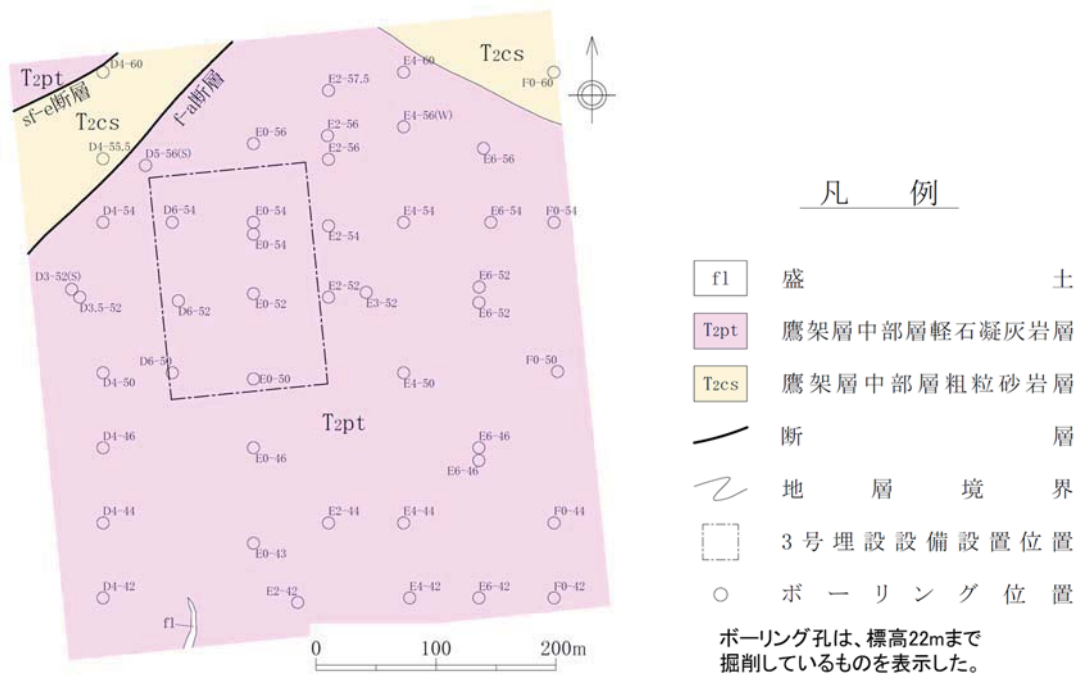 T2pt
D4-60
sf-e断層
f-a断層
T2cs
D4-55.5
D5-56(S)
E0-56
E2-57.5
E2-56
E2-56
E4-60
E4-56(W)
T2cs
F0-60
E6-56
D4-54
D6-54
E0-54
E0-54
E2-54
E4-54
E6-54
F0-54
D3-52(S)
D3.5-52
D6-52
E0-52
E2-52
E3-52
E6-52
E6-52
D4-50
D6-50
E0-50
E4-50
F0-50
T2pt
D4-46
E0-46
E6-46
E6-46
D4-44
E0-43
E2-44
E4-44
F0-44
D4-42
E2-42
E4-42
E6-42
F0-42
fl
0 100 200m
凡 例
fl 盛 土
T2pt 鷹架層中部層軽石凝灰岩層
T2cs 鷹架層中部層粗粒砂岩層
断 層
地 層 境 界
3号埋設設備設置位置
ボーリング位置
ボーリング孔は、標高22mまで
掘削しているものを表示した。